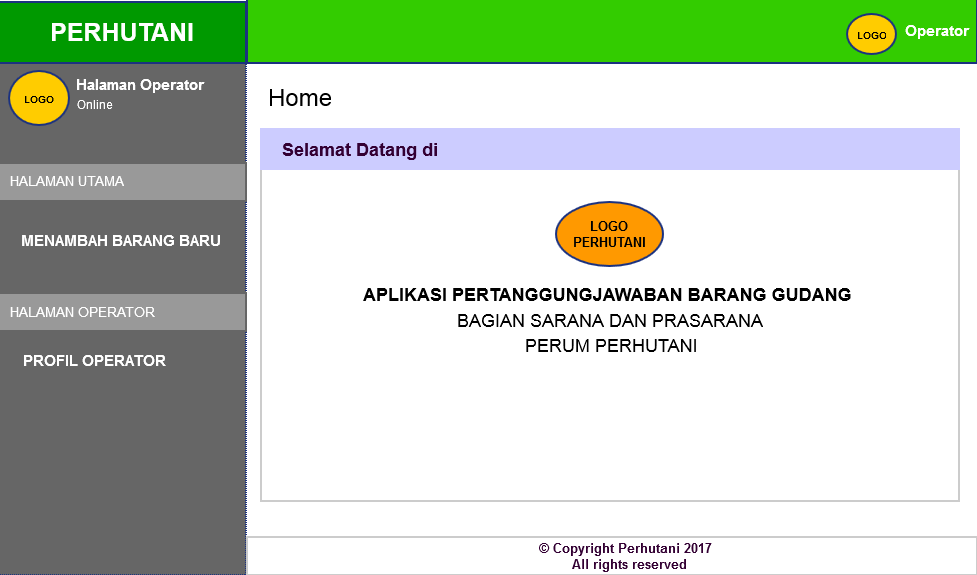 PERHUTANI
LOGO
Operator
LOGO
Halaman Operator
Online
HALAMAN UTAMA
MENAMBAH BARANG BARU
HALAMAN OPERATOR
PROFIL OPERATOR
Home
Selamat Datang di
LOGO
PERHUTANI
APLIKASI PERTANGGUNGJAWABAN BARANG GUDANG
BAGIAN SARANA DAN PRASARANA
PERUM PERHUTANI
© Copyright Perhutani 2017
All rights reserved